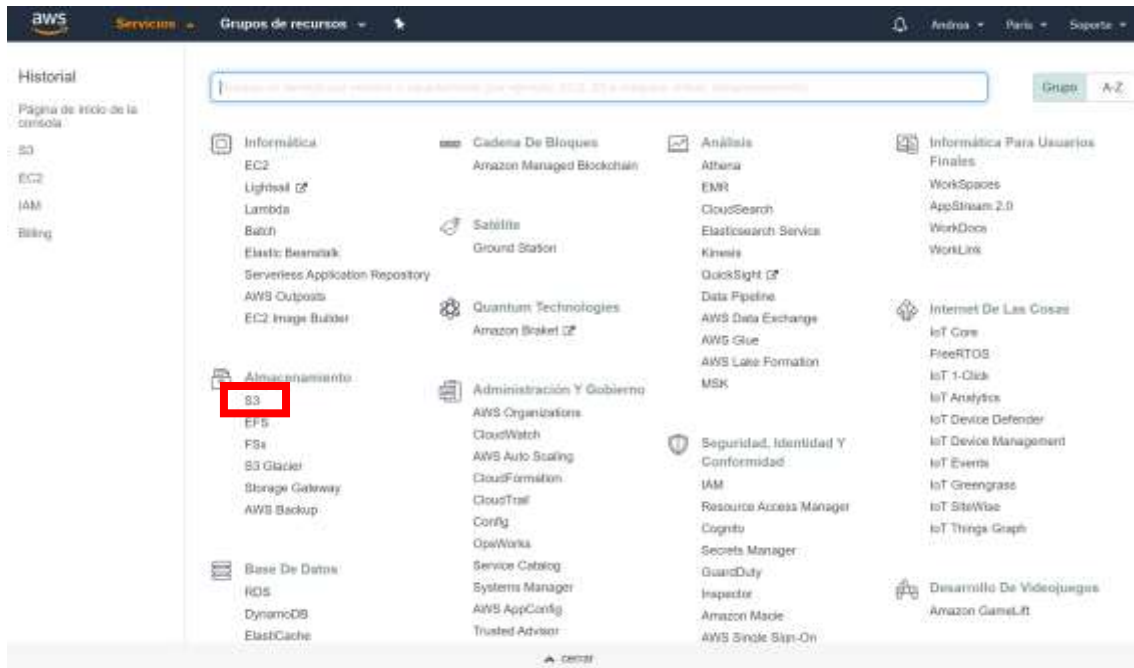 aws
Servicios
Grupos de recursos
Andrea
París
Soporte
Historial
Página de inicio de la
consola
S3
EC2
IAM
Billing
Grupo
A-Z
Informática
EC2
Lightsail
Lambda
Batch
Elastic Beanstalk
Serverless Application Repository
AWS Outposts
EC2 Image Builder
Almacenamiento
S3
EFS
FSx
S3 Glacier
Storage Gateway
AWS Backup
Base De Datos
RDS
DynamoDB
ElastiCache
Cadena De Bloques
Amazon Managed Blockchain
Satélite
Ground Station
Quantum Technologies
Amazon Braket
Administración Y Gobierno
AWS Organizations
CloudWatch
AWS Auto Scaling
CloudFormation
CloudTrail
Config
OpsWorks
Service Catalog
Systems Manager
AWS AppConfig
Trusted Advisor
Análisis
Athena
EMR
CloudSearch
Elasticsearch Service
Kinesis
QuickSight
Data Pipeline
AWS Data Exchange
AWS Glue
AWS Lake Formation
MSK
Seguridad, Identidad Y
Conformidad
IAM
Resource Access Manager
Cognito
Secrets Manager
GuardDuty
Inspector
Amazon Macie
AWS Single Sign-On
Informática Para Usuarios
Finales
WorkSpaces
AppStream 2.0
WorkDocs
WorkLink
Internet De Las Cosas
IoT Core
FreeRTOS
IoT 1-Click
IoT Analytics
IoT Device Defender
IoT Device Management
IoT Events
IoT Greengrass
IoT SiteWise
IoT Things Graph
Desarrollo De Videojuegos
Amazon GameLift
cerrar